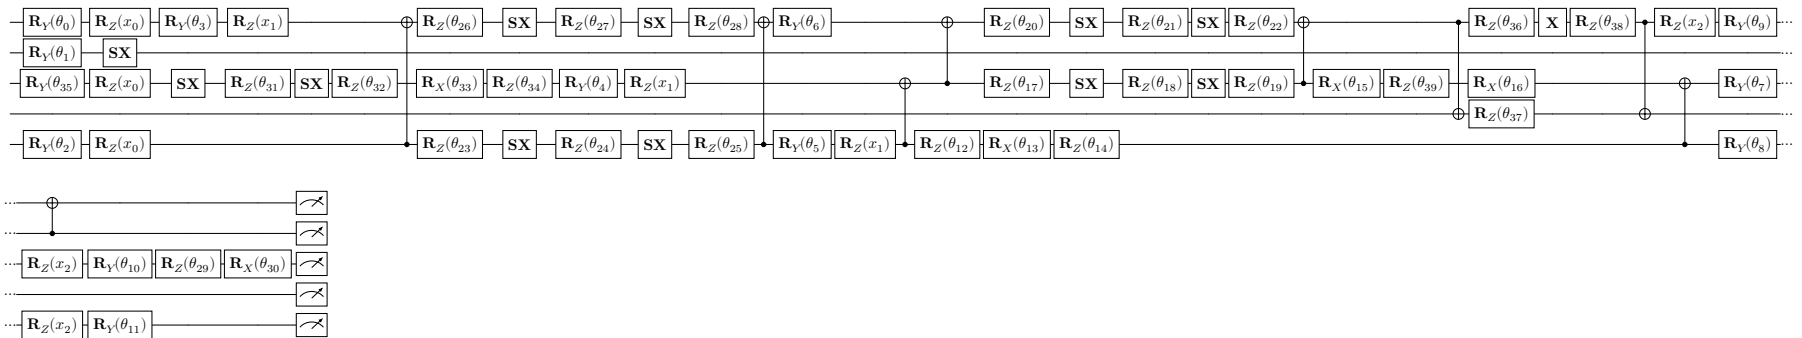 R_Y(θ_0) R_Z(x_0) R_Y(θ_3) R_Z(x_1) R_Z(θ_26) SX R_Z(θ_27) SX R_Z(θ_28) R_Y(θ_6) R_Z(θ_20) SX R_Z(θ_21) SX R_Z(θ_22) R_Z(θ_36) X R_Z(θ_38) R_Z(x_2) R_Y(θ_9) ...
R_Y(θ_1) SX ...
R_Y(θ_35) R_Z(x_0) SX R_Z(θ_31) SX R_Z(θ_32) R_X(θ_33) R_Z(θ_34) R_Y(θ_4) R_Z(x_1) R_Z(θ_17) SX R_Z(θ_18) SX R_Z(θ_19) R_X(θ_15) R_Z(θ_39) R_X(θ_16) R_Y(θ_7) ...
R_Z(θ_37) ...
R_Y(θ_2) R_Z(x_0) R_Z(θ_23) SX R_Z(θ_24) SX R_Z(θ_25) R_Y(θ_5) R_Z(x_1) R_Z(θ_12) R_X(θ_13) R_Z(θ_14) R_Y(θ_8) ...
...
...
... R_Z(x_2) R_Y(θ_10) R_Z(θ_29) R_X(θ_30)
...
... R_Z(x_2) R_Y(θ_11)